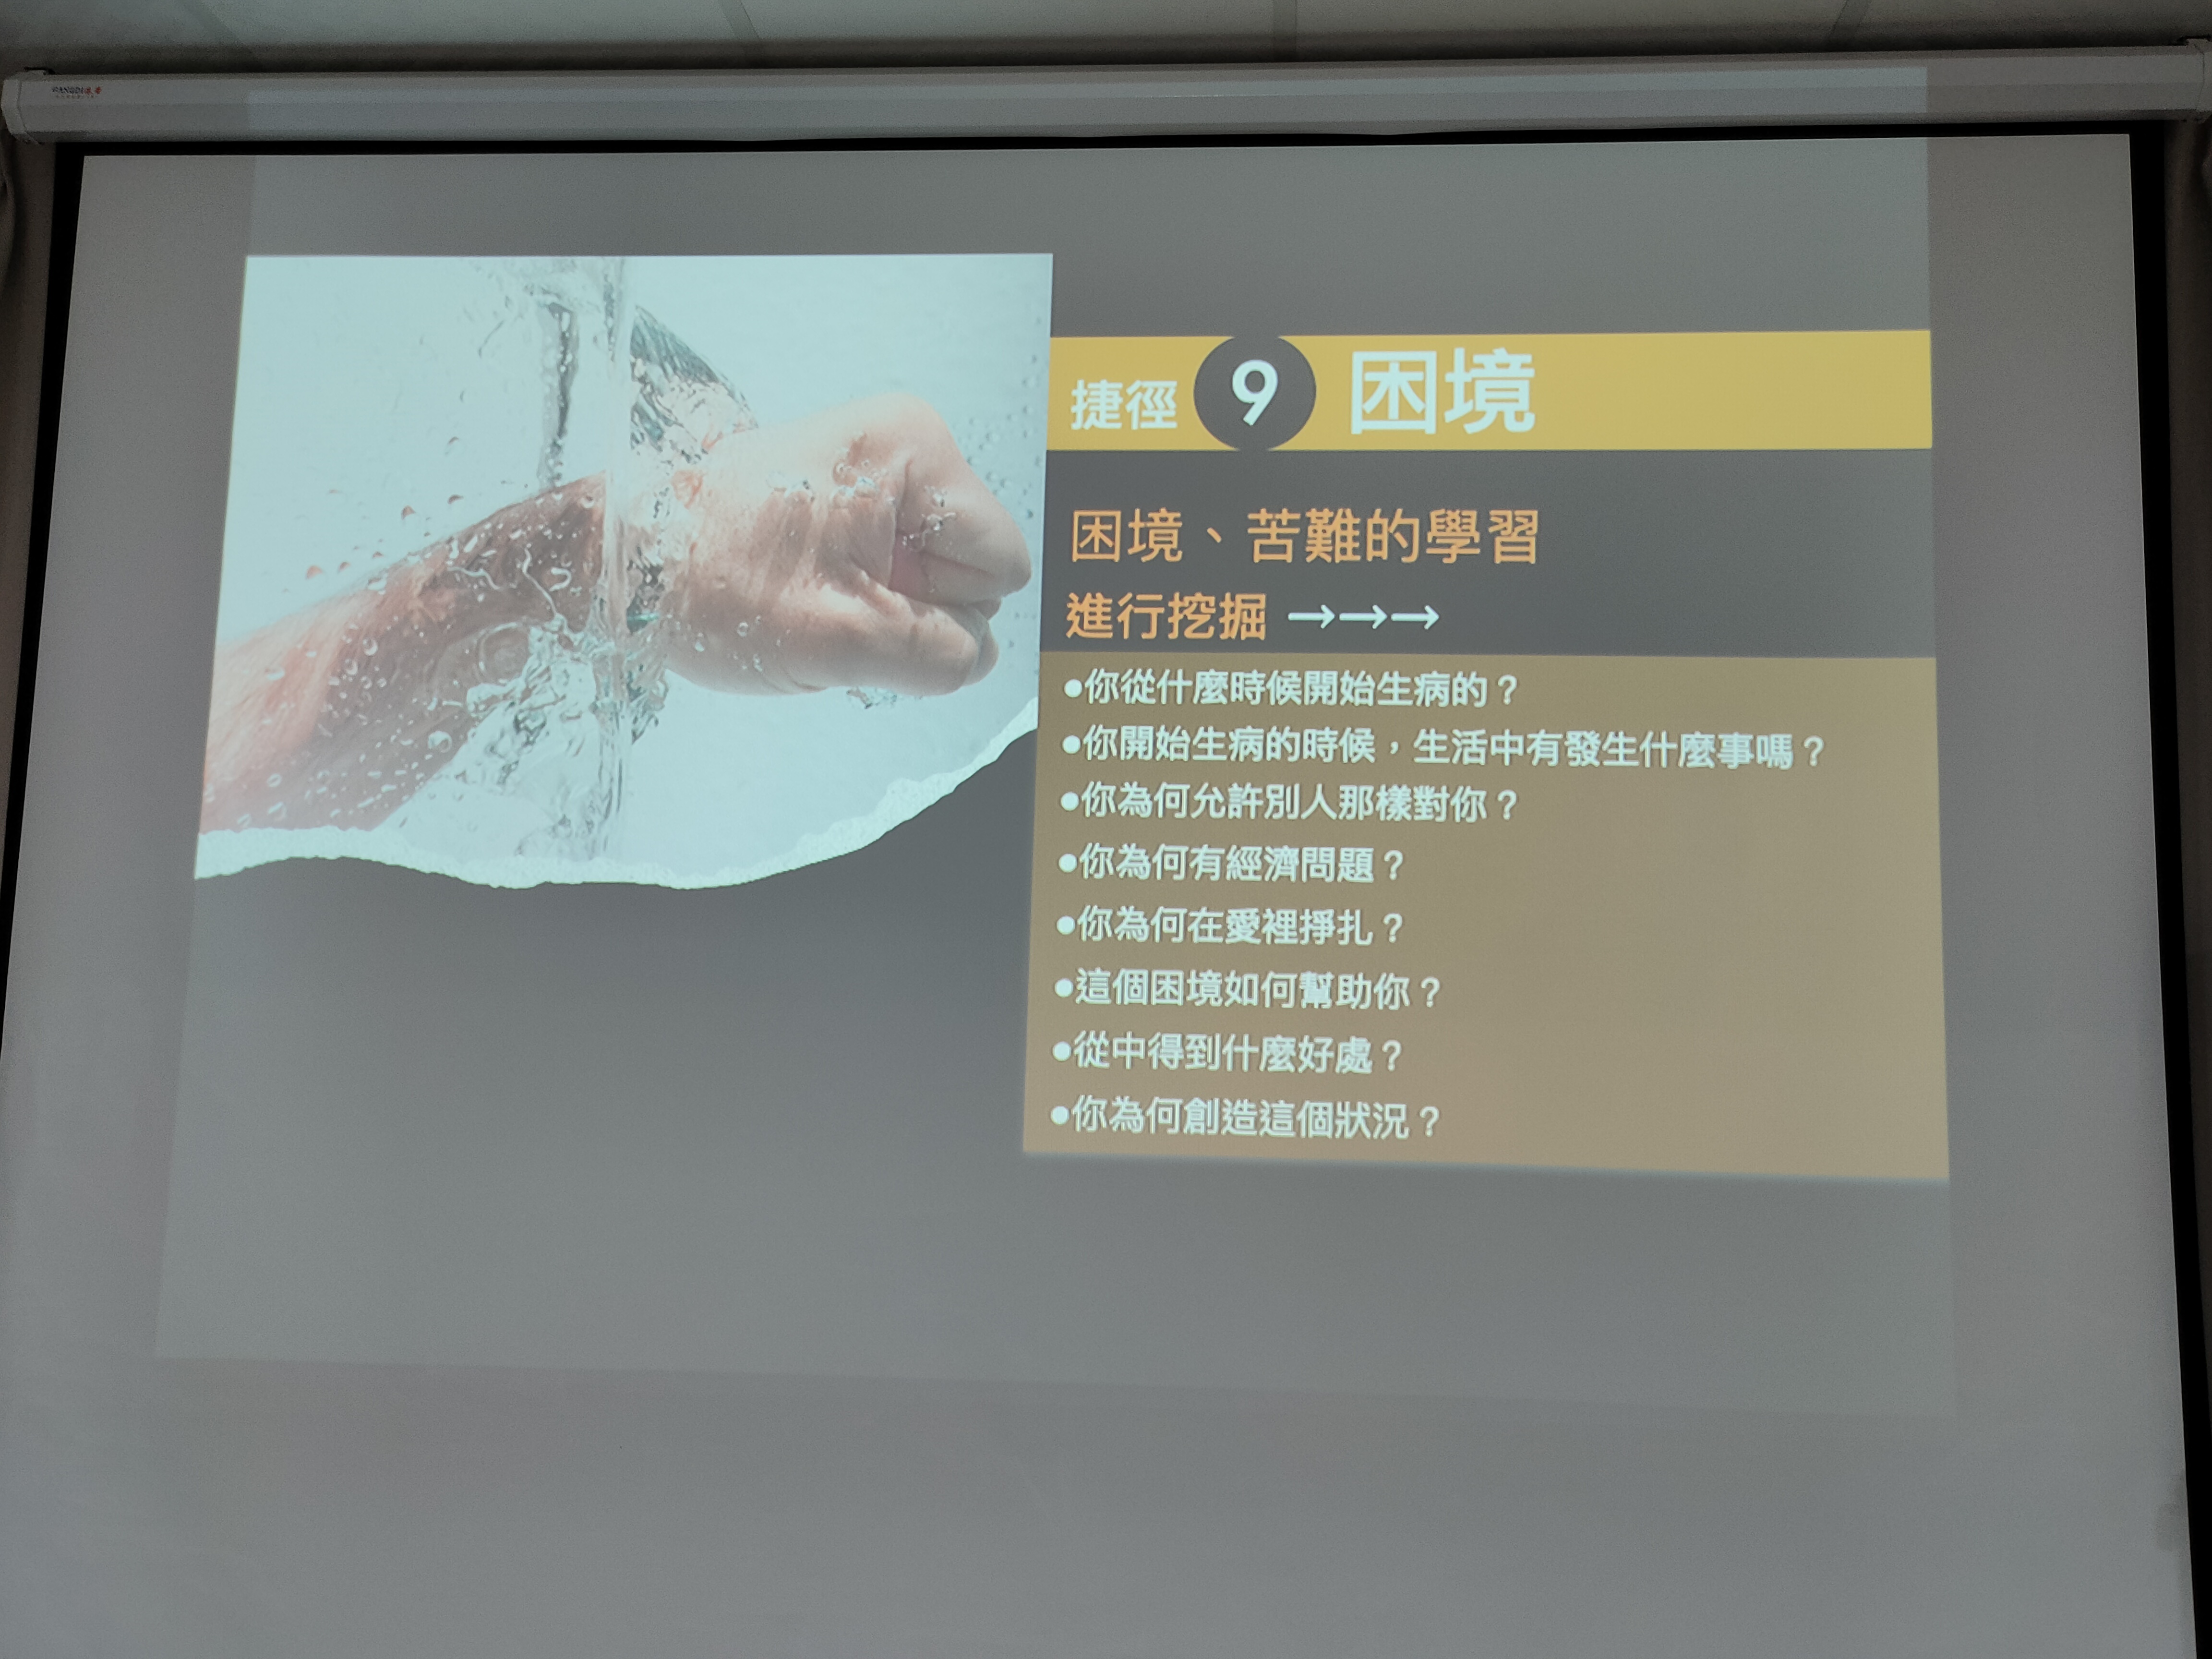 捷徑 9 困境
困境、苦難的學習
進行挖掘 →→→
●你從什麼時候開始生病的？
●你開始生病的時候，生活中有發生什麼事嗎？
●你為何允許別人那樣對你？
●你為何有經濟問題？
●你為何在愛裡掙扎？
●這個困境如何幫助你？
●從中得到什麼好處？
●你為何創造這個狀況？